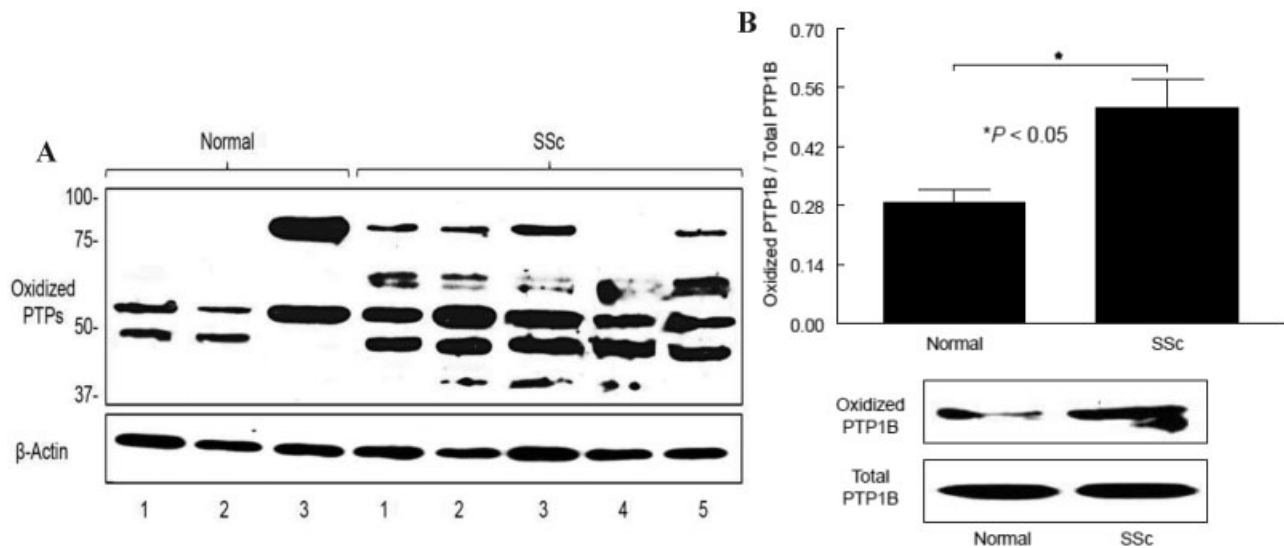 A
Normal
SSc
100-
75-
Oxidized
PTPs
50-
37-
β-Actin
1 2 3 1 2 3 4 5
B
Oxidized PTP1B / Total PTP1B
0.70
0.56
0.42
0.28
0.14
0.00
*
*P < 0.05
Normal SSc
Oxidized
PTP1B
Total
PTP1B
Normal SSc